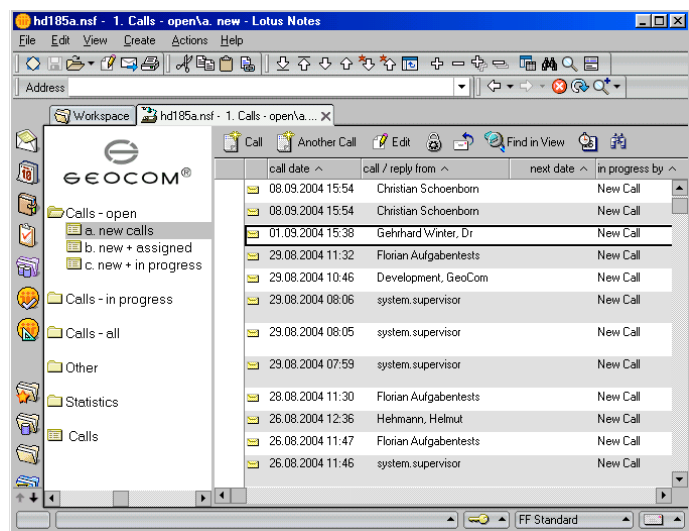 hd185a.nsf - 1. Calls - open\a. new - Lotus Notes
File Edit View Create Actions Help
Address
Workspace hd185a.nsf - 1. Calls - open\a....
GEOCOM®
Calls - open
a. new calls
b. new + assigned
c. new + in progress
Calls - in progress
Calls - all
Other
Statistics
Calls
Call Another Call Edit Find in View
call date call / reply from next date in progress by
08.09.2004 15:54 Christian Schoenborn New Call
08.09.2004 15:54 Christian Schoenborn New Call
01.09.2004 15:38 Gehrhard Winter, Dr New Call
29.08.2004 11:32 Florian Aufgabentests New Call
29.08.2004 10:46 Development, GeoCom New Call
29.08.2004 08:06 system.supervisor New Call
29.08.2004 08:05 system.supervisor New Call
29.08.2004 07:59 system.supervisor New Call
28.08.2004 11:30 Florian Aufgabentests New Call
26.08.2004 12:36 Hehmann, Helmut New Call
26.08.2004 11:47 Florian Aufgabentests New Call
26.08.2004 11:46 system.supervisor New Call
FF Standard